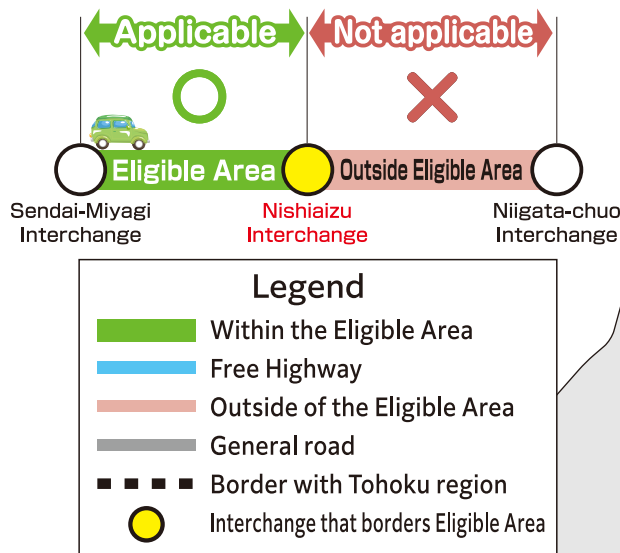 Applicable Not applicable
Eligible Area Outside Eligible Area
Sendai-Miyagi Nishiaizu Niigata-chuo
Interchange Interchange Interchange
Legend
Within the Eligible Area
Free Highway
Outside of the Eligible Area
General road
Border with Tohoku region
Interchange that borders Eligible Area